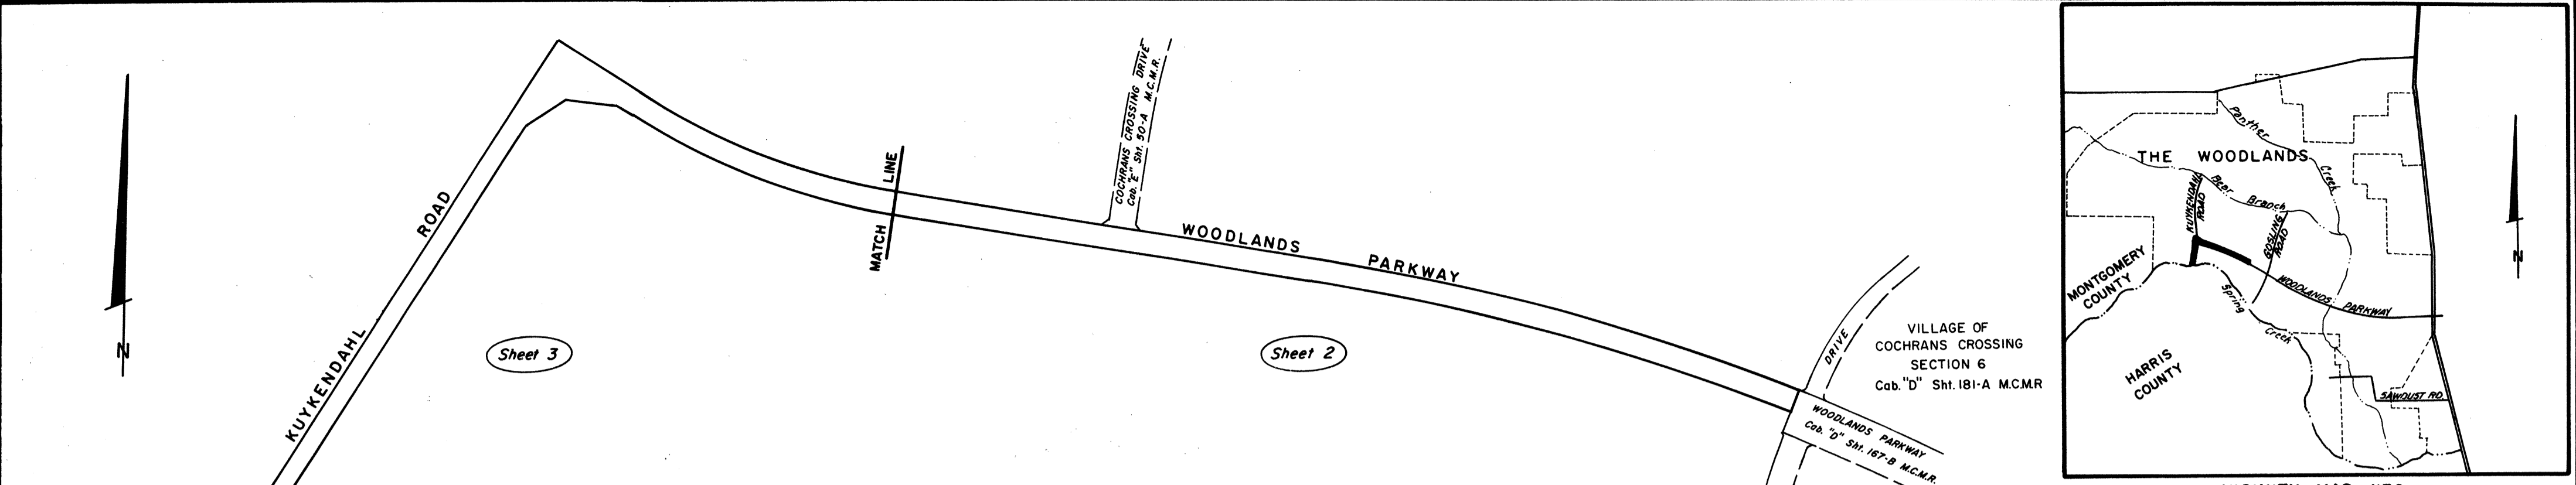 N
KUYKENDAHL ROAD
Sheet 3
MATCH LINE
COCHRANS CROSSING DRIVE
Cab. "E" Sht. 50-A M.C.M.R.
WOODLANDS PARKWAY
Sheet 2
DRIVE
VILLAGE OF
COCHRANS CROSSING
SECTION 6
Cab. "D" Sht. 181-A M.C.M.R
WOODLANDS PARKWAY
Cab. "D" Sht. 167-B M.C.M.R.
Panther
Creek
THE WOODLANDS
KUYKENDAHL
ROAD
Bear
Branch
GOSLING
ROAD
MONTGOMERY
COUNTY
Spring
Creek
WOODLANDS PARKWAY
HARRIS
COUNTY
SAWDUST RD.
N